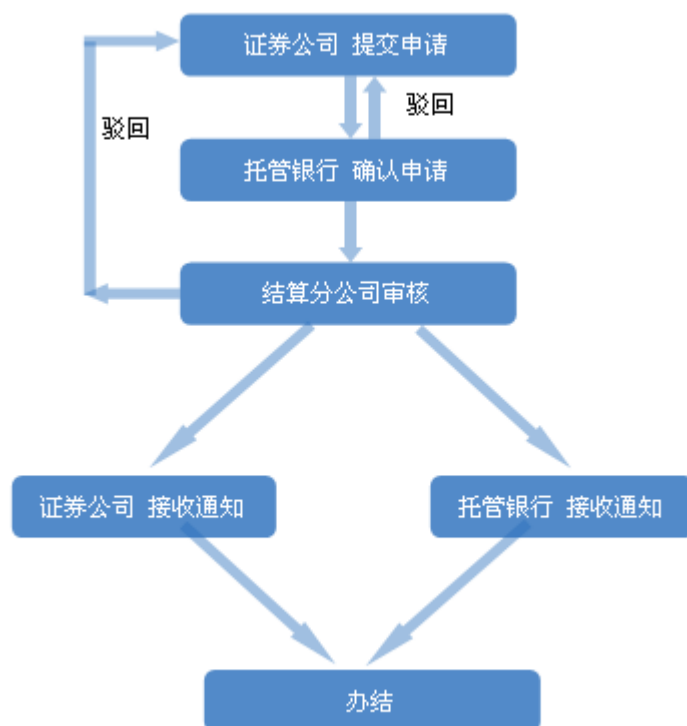 证券公司 提交申请
驳回
驳回
托管银行 确认申请
结算分公司审核
证券公司 接收通知
托管银行 接收通知
办结